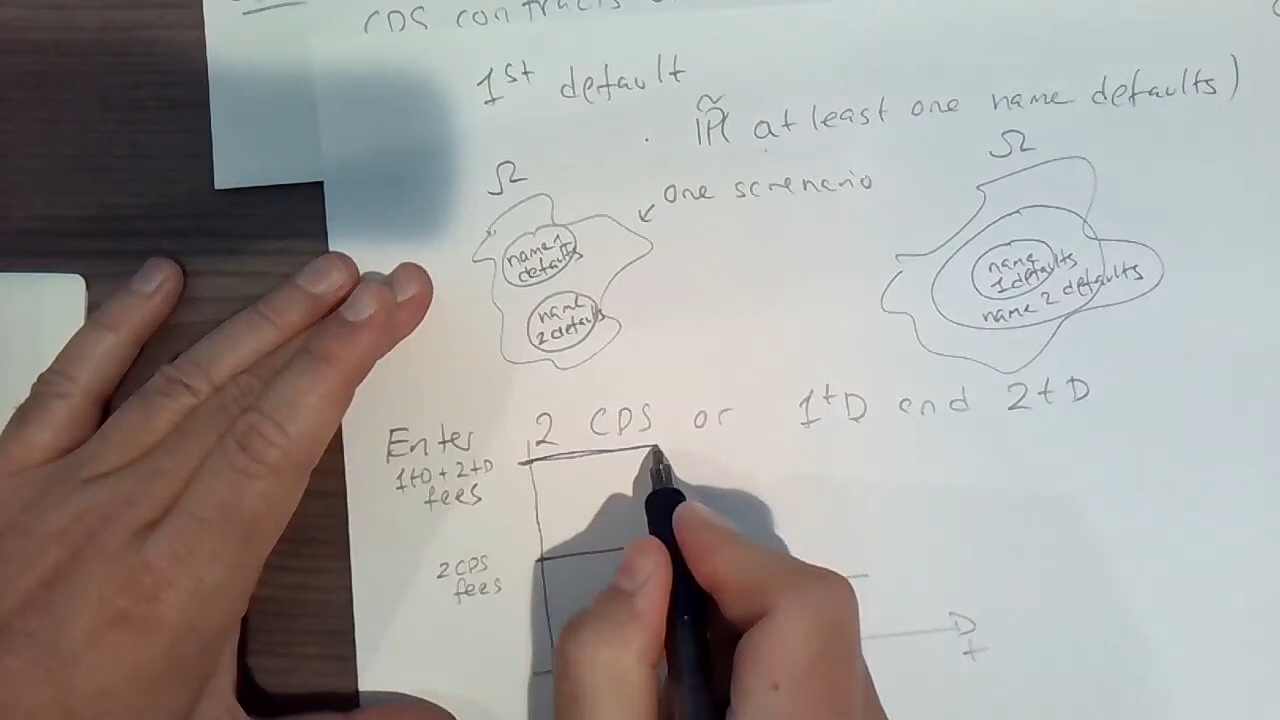 CDS contracts
1st default
P̃( at least one name defaults)
Ω
Ω
one screnario
name 1
defaults
name
2 defaults
name
1 defaults
name 2 defaults
Enter 2 CDS or 1tD and 2tD
1tD + 2tD
fees
2 CDS
fees
D
t